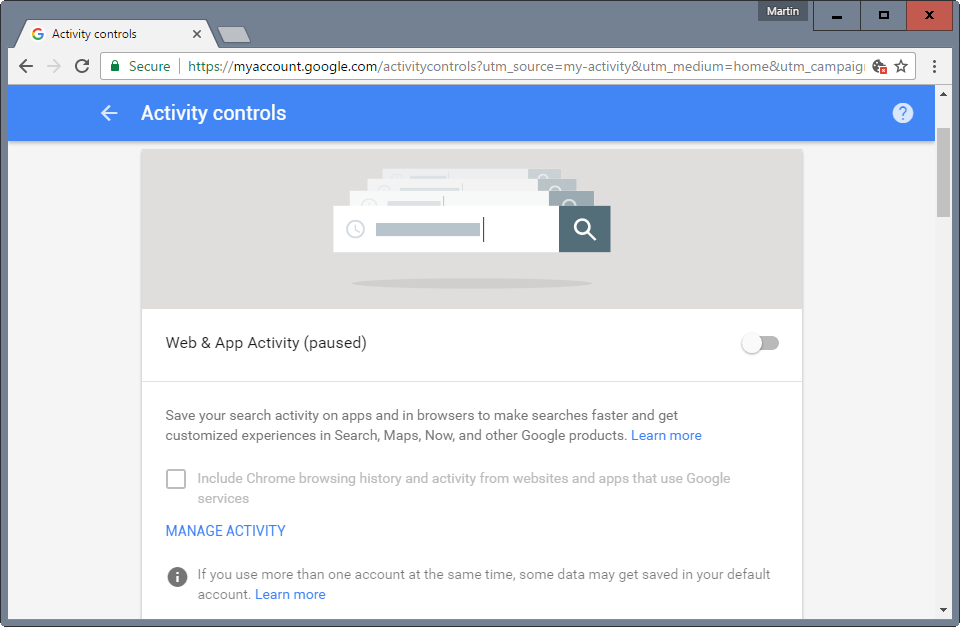 Martin
Activity controls
Secure
https://myaccount.google.com/activitycontrols?utm_source=my-activity&utm_medium=home&utm_campaig
Activity controls
?
Web & App Activity (paused)
Save your search activity on apps and in browsers to make searches faster and get
customized experiences in Search, Maps, Now, and other Google products. Learn more
Include Chrome browsing history and activity from websites and apps that use Google
services
MANAGE ACTIVITY
If you use more than one account at the same time, some data may get saved in your default
account. Learn more